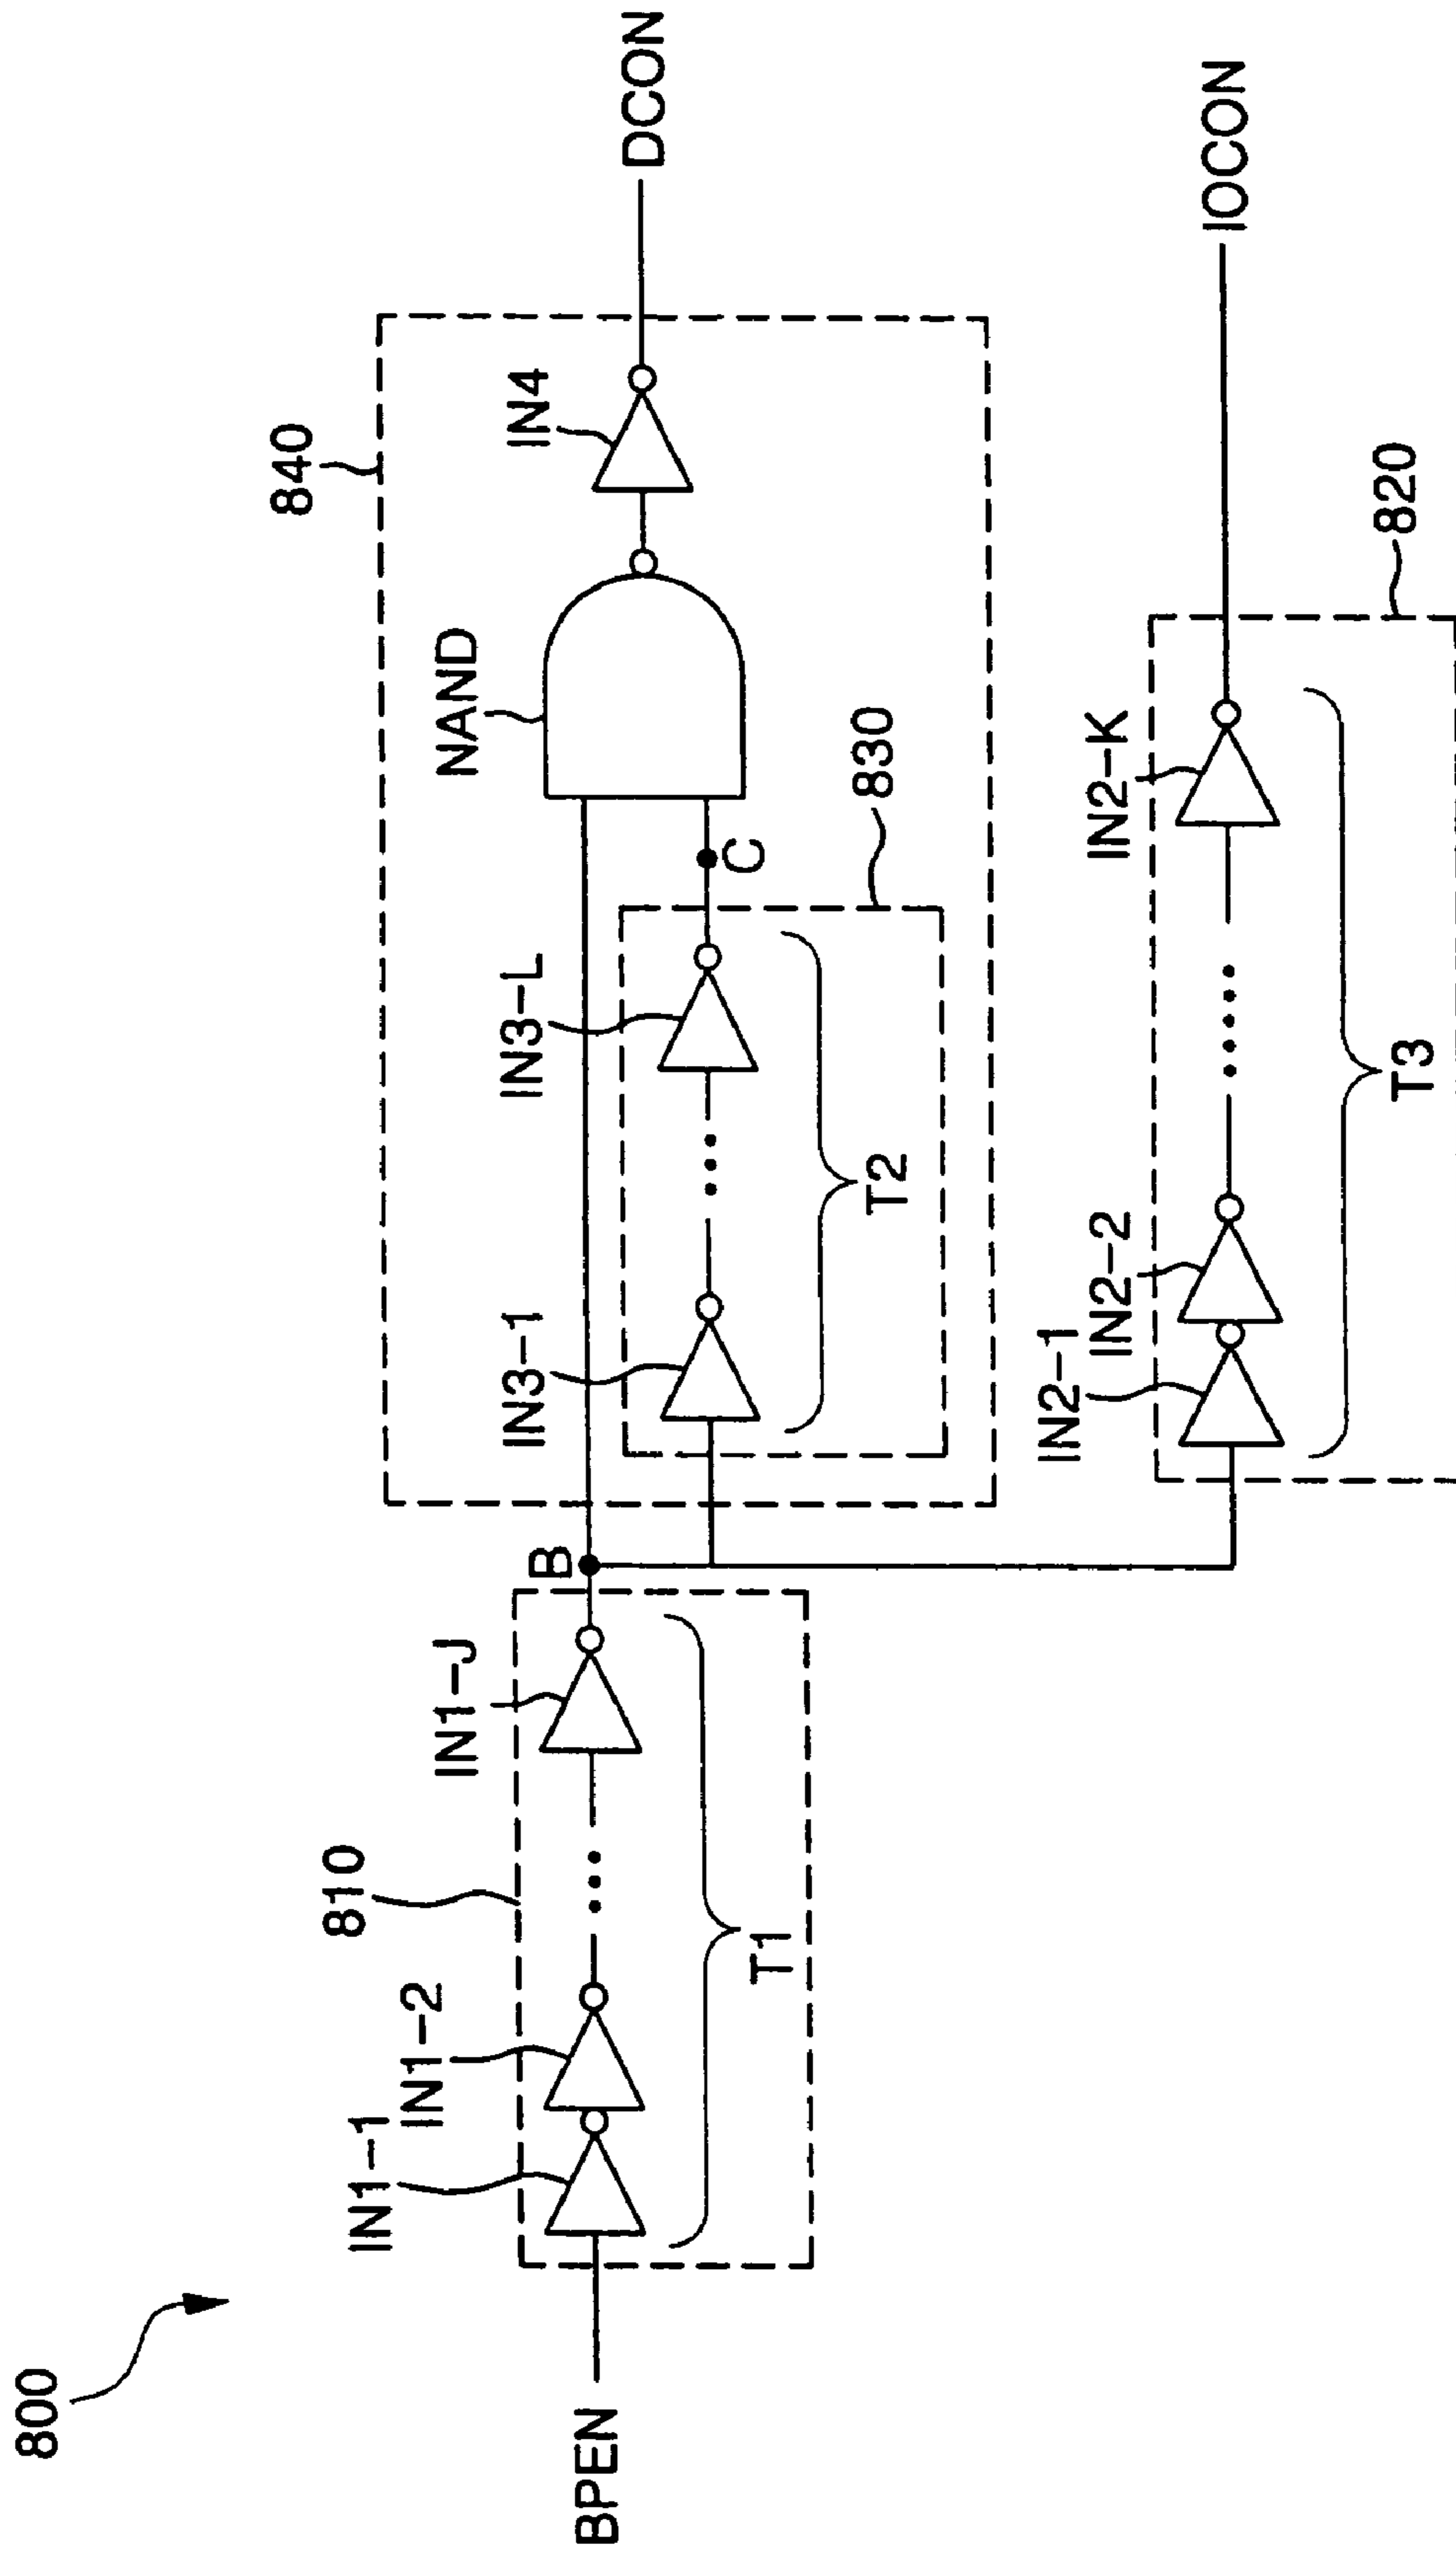 800
840
IN4
DCON
NAND
IN3-1
IN3-L
C
830
T2
B
810
IN1-1
IN1-2
IN1-J
T1
BPEN
IN2-1
IN2-2
IN2-K
820
T3
IOCON